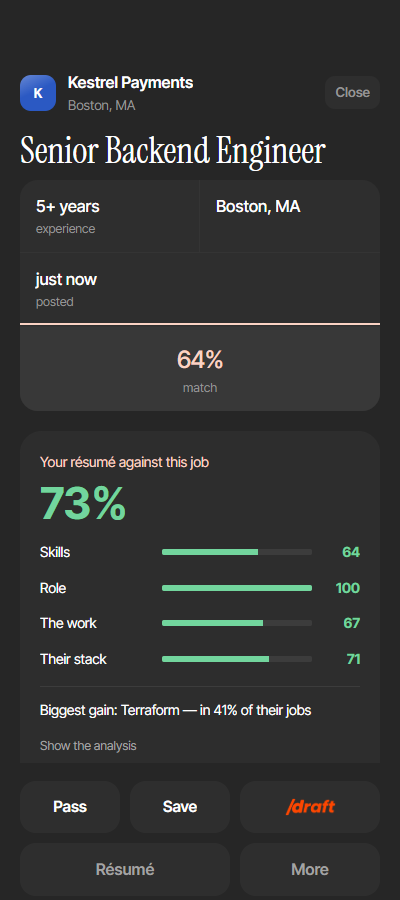 K
Kestrel Payments
Boston, MA
Close
Senior Backend Engineer
5+ years
experience
Boston, MA
just now
posted
64%
match
Your résumé against this job
73%
Skills 64
Role 100
The work 67
Their stack 71
Biggest gain: Terraform — in 41% of their jobs
Show the analysis
Pass
Save
/draft
Résumé
More